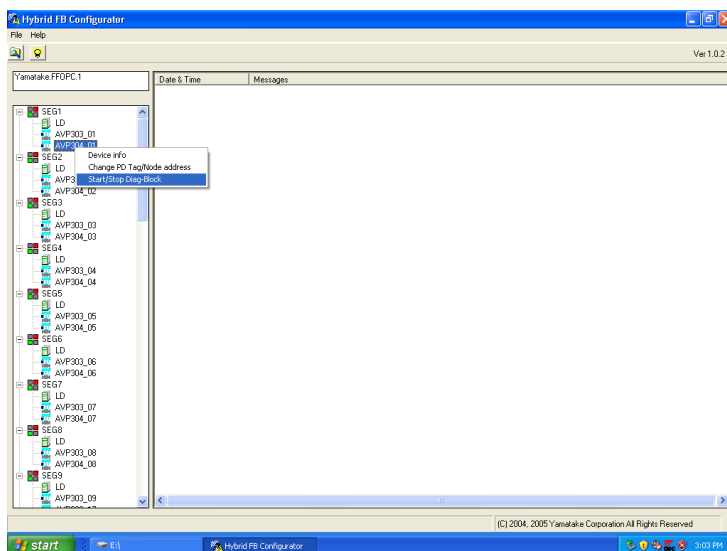 Hybrid FB Configurator
File Help
Ver 1.0.2
Yamatake.FFOPC.1
Date & Time Messages
SEG1
LD
AVP303_01
AVP304_01
Device info
Change PD Tag/Node address
Start/Stop Diag-Block
SEG2
LD
AVP3
AVP304_02
SEG3
LD
AVP303_03
AVP304_03
SEG4
LD
AVP303_04
AVP304_04
SEG5
LD
AVP303_05
AVP304_05
SEG6
LD
AVP303_06
AVP304_06
SEG7
LD
AVP303_07
AVP304_07
SEG8
LD
AVP303_08
AVP304_08
SEG9
LD
AVP303_09
(C) 2004, 2005 Yamatake Corporation All Rights Reserved
start E:\ Hybrid FB Configurator 3:03 PM